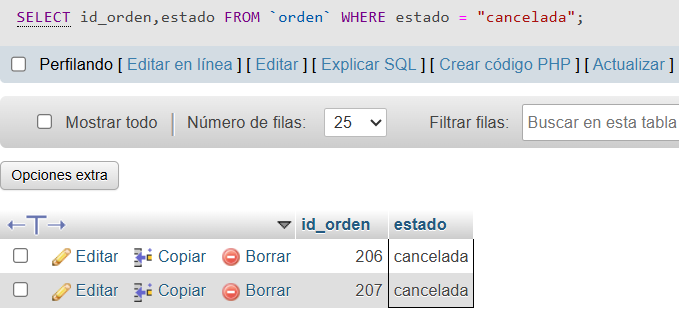 SELECT id_orden,estado FROM `orden` WHERE estado = "cancelada";
Perfilando [ Editar en línea ] [ Editar ] [ Explicar SQL ] [ Crear código PHP ] [ Actualizar ]
Mostrar todo | Número de filas: 25 Filtrar filas: Buscar en esta tabla
Opciones extra
←T→ id_orden estado
Editar Copiar Borrar 206 cancelada
Editar Copiar Borrar 207 cancelada